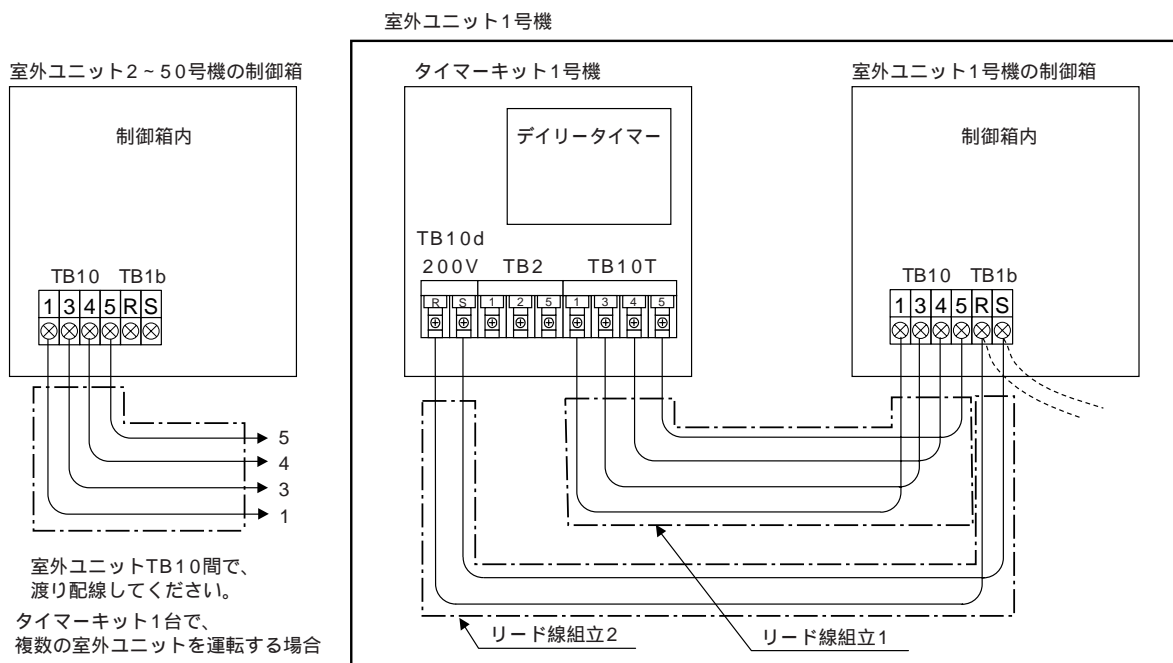 室外ユニット1号機
室外ユニット2~50号機の制御箱
制御箱内
TB10 TB1b
1 3 4 5 R S
5
4
3
1
室外ユニットTB10間で、
渡り配線してください。
タイマーキット1台で、
複数の室外ユニットを運転する場合
タイマーキット1号機
デイリータイマー
TB10d
200V TB2 TB10T
R S 1 2 5 1 3 4 5
室外ユニット1号機の制御箱
制御箱内
TB10 TB1b
1 3 4 5 R S
リード線組立2
リード線組立1